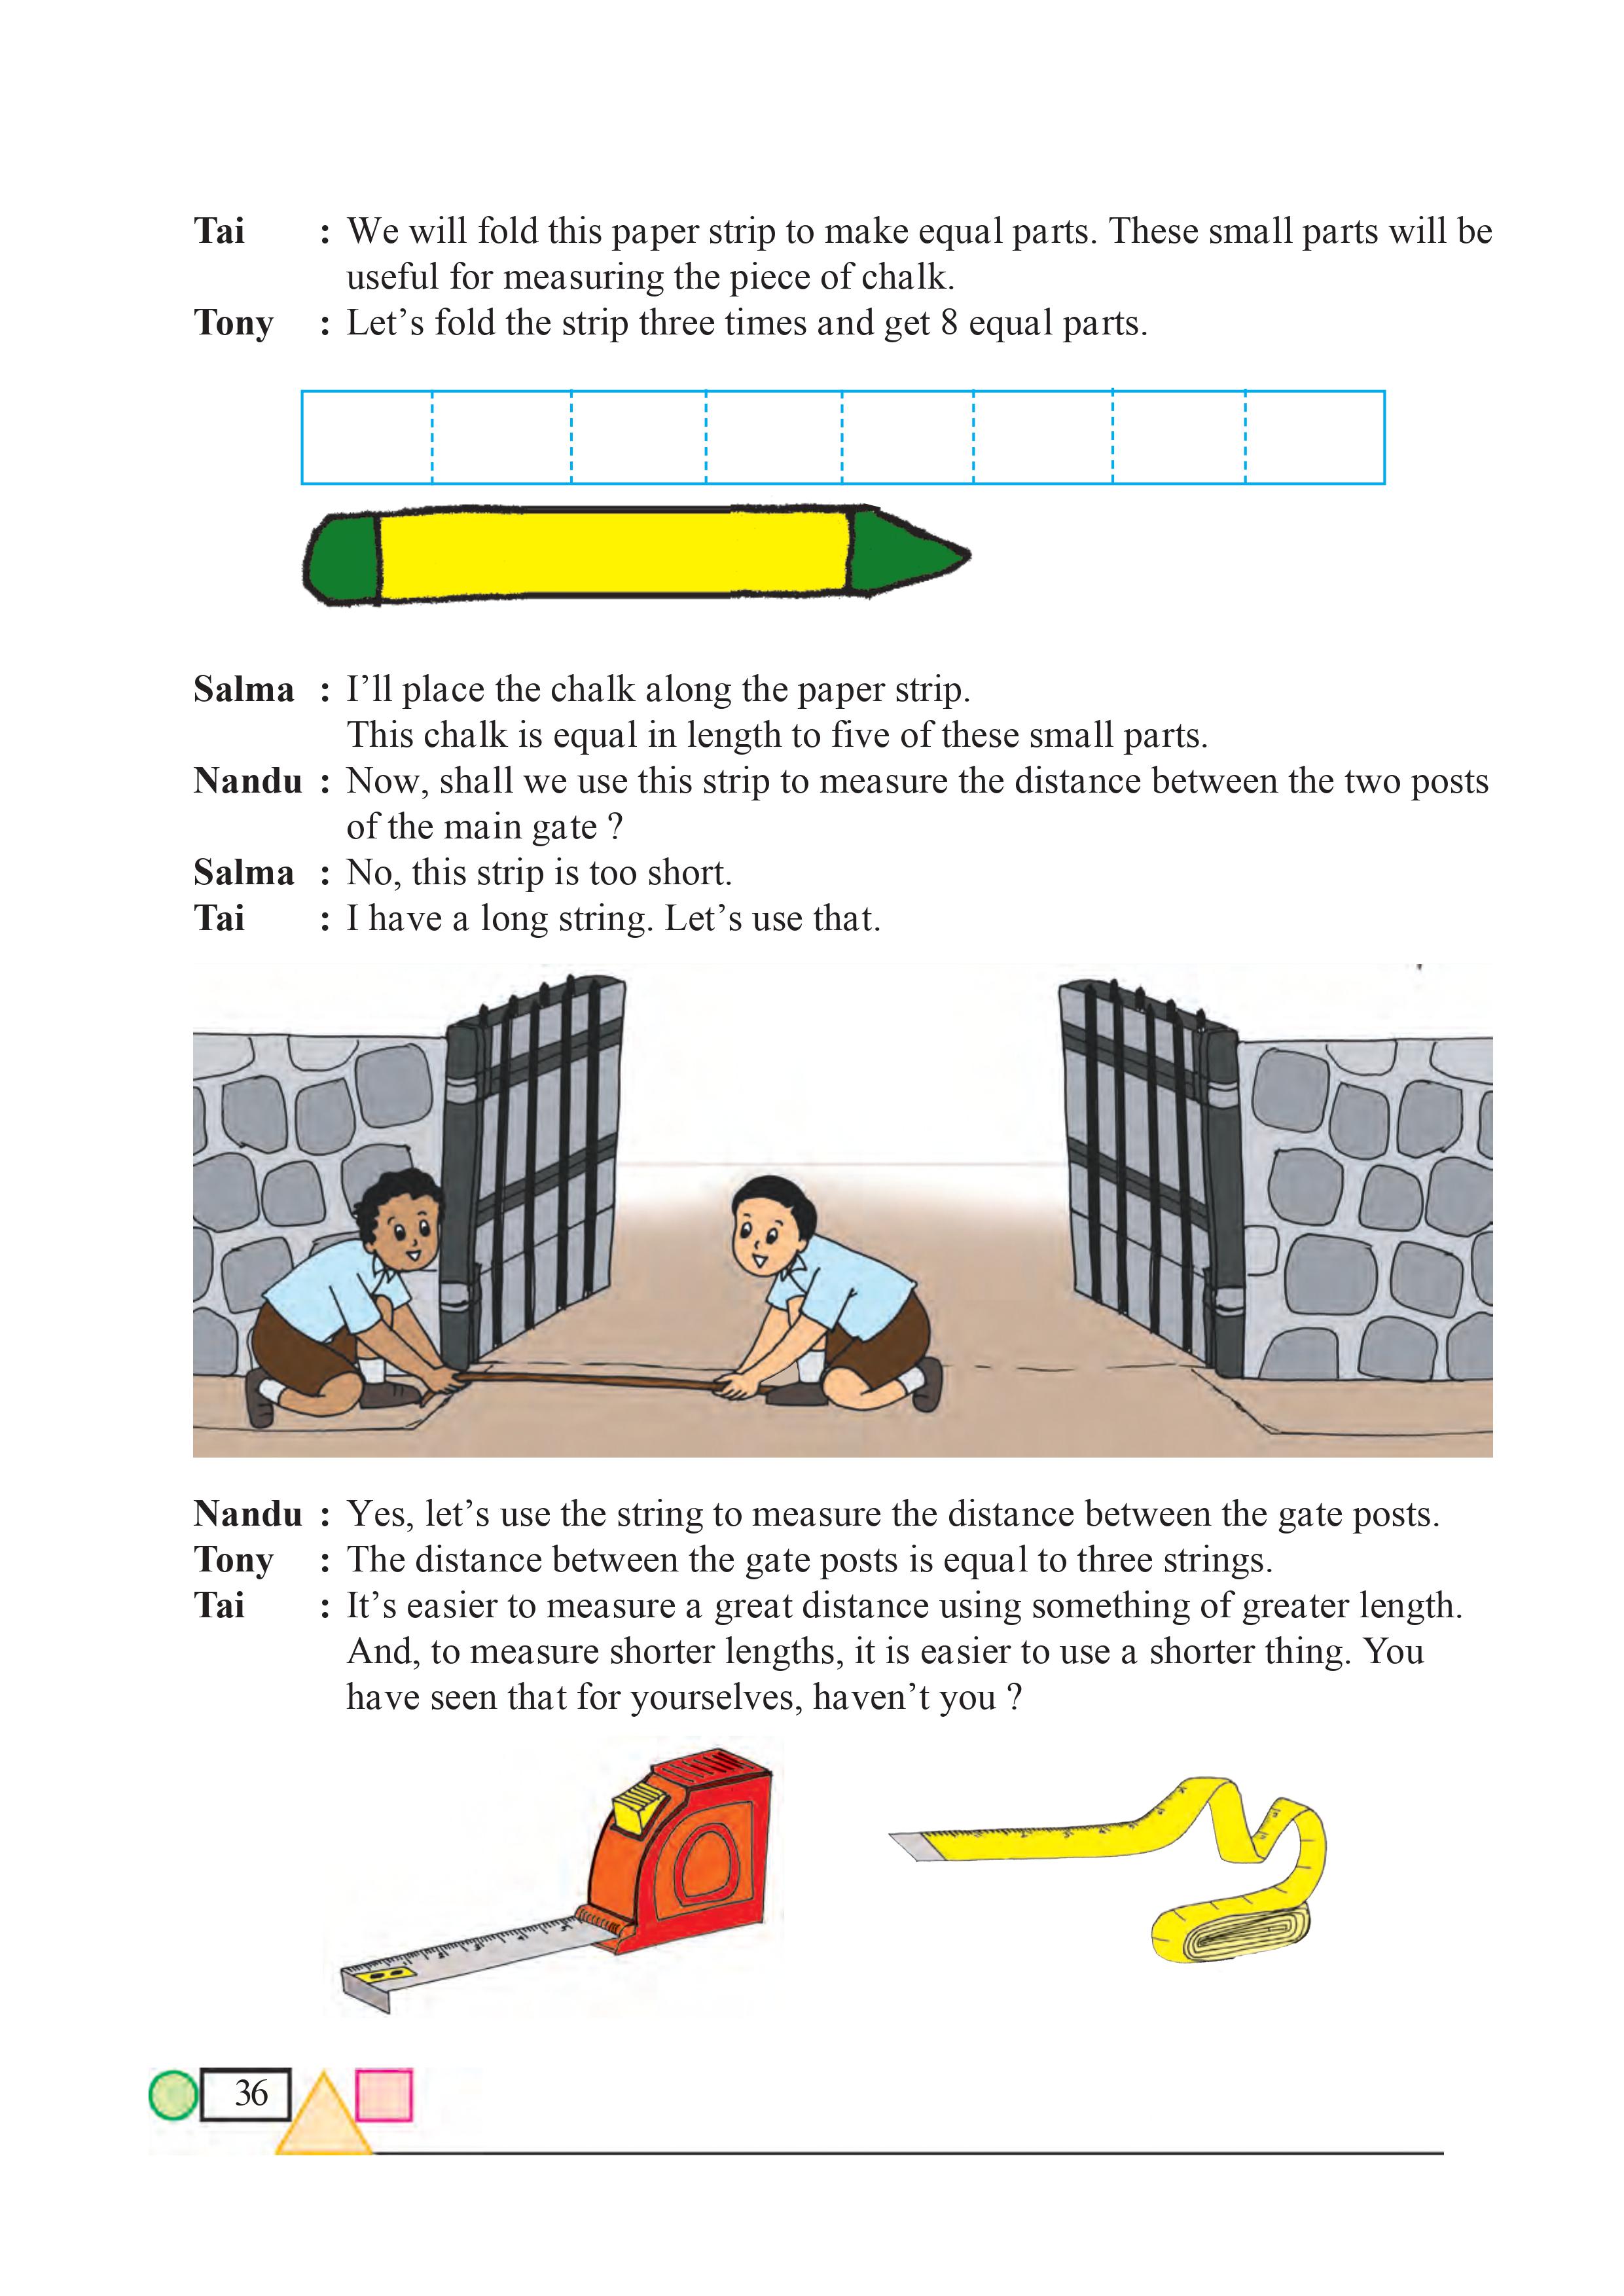 Tai : We will fold this paper strip to make equal parts. These small parts will be
useful for measuring the piece of chalk.
Tony : Let’s fold the strip three times and get 8 equal parts.
Salma : I’ll place the chalk along the paper strip.
This chalk is equal in length to five of these small parts.
Nandu : Now, shall we use this strip to measure the distance between the two posts
of the main gate ?
Salma : No, this strip is too short.
Tai : I have a long string. Let’s use that.
Nandu : Yes, let’s use the string to measure the distance between the gate posts.
Tony : The distance between the gate posts is equal to three strings.
Tai : It’s easier to measure a great distance using something of greater length.
And, to measure shorter lengths, it is easier to use a shorter thing. You
have seen that for yourselves, haven’t you ?
36